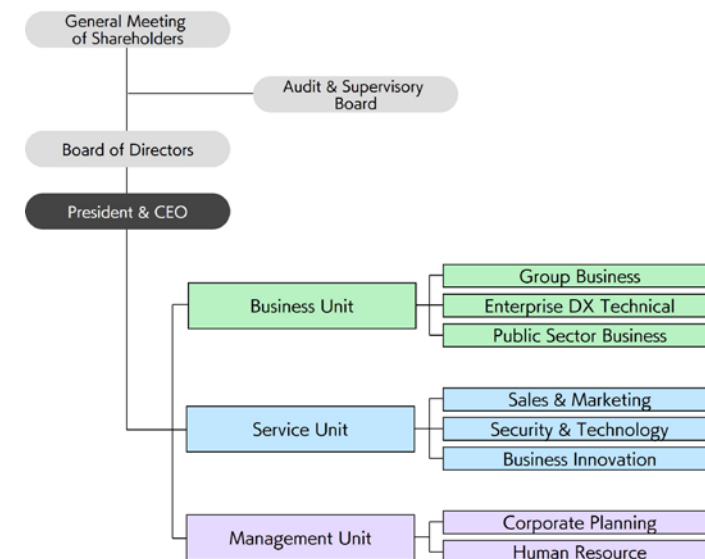 General Meeting
of Shareholders
Audit & Supervisory
Board
Board of Directors
President & CEO
Business Unit
Group Business
Enterprise DX Technical
Public Sector Business
Service Unit
Sales & Marketing
Security & Technology
Business Innovation
Management Unit
Corporate Planning
Human Resource